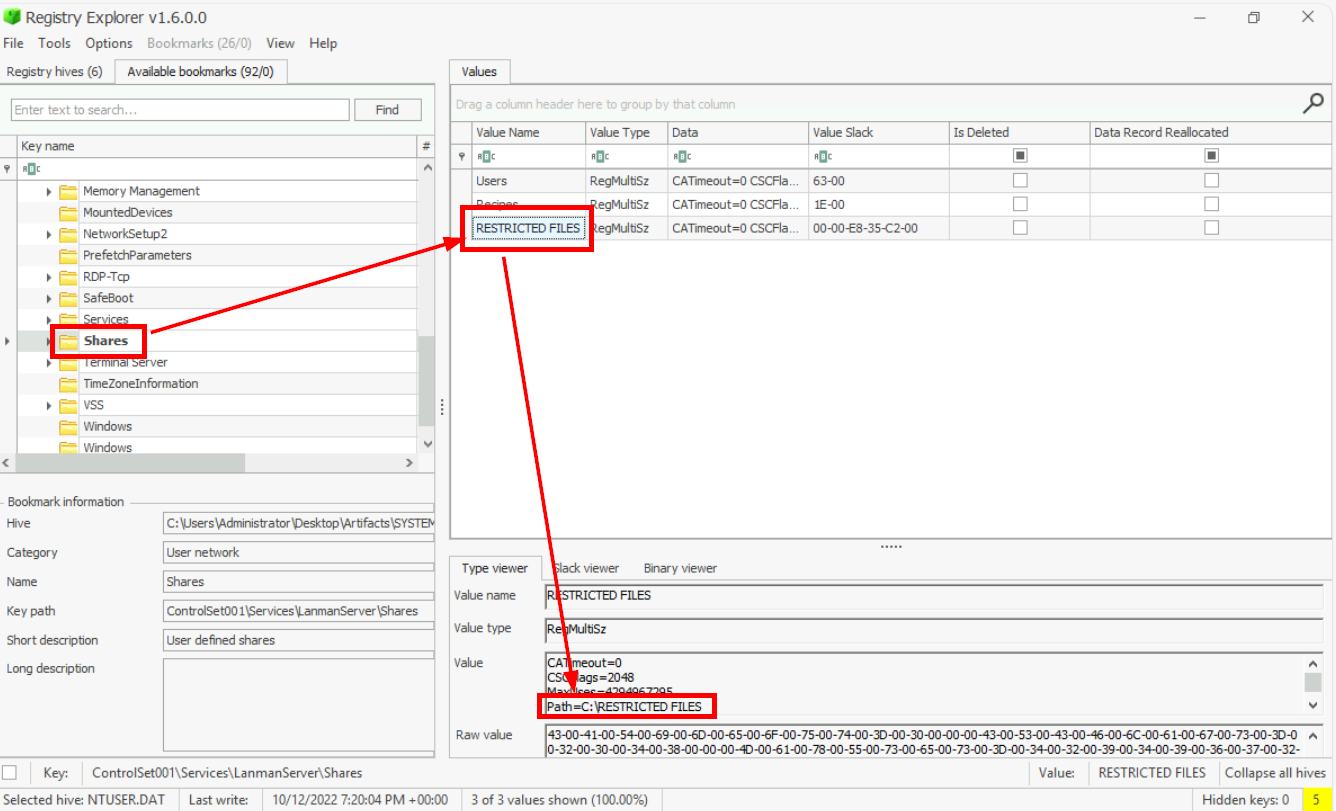 Registry Explorer v1.6.0.0
File Tools Options Bookmarks (26/0) View Help
Registry hives (6) Available bookmarks (92/0)
Enter text to search... Find
Key name #
Memory Management
MountedDevices
NetworkSetup2
PrefetchParameters
RDP-Tcp
SafeBoot
Services
Shares
Terminal Server
TimeZoneInformation
VSS
Windows
Windows
Bookmark information
Hive C:\Users\Administrator\Desktop\Artifacts\SYSTEM
Category User network
Name Shares
Key path ControlSet001\Services\LanmanServer\Shares
Short description User defined shares
Long description
Values
Drag a column header here to group by that column
Value Name Value Type Data Value Slack Is Deleted Data Record Reallocated
Users RegMultiSz CATimeout=0 CSCFla... 63-00
Recipes RegMultiSz CATimeout=0 CSCFla... 1E-00
RESTRICTED FILES RegMultiSz CATimeout=0 CSCFla... 00-00-E8-35-C2-00
Type viewer Slack viewer Binary viewer
Value name RESTRICTED FILES
Value type RegMultiSz
Value CATimeout=0
CSCFlags=2048
MaxUses=4294967295
Path=C:\RESTRICTED FILES
Raw value 43-00-41-00-54-00-69-00-6D-00-65-00-6F-00-75-00-74-00-3D-00-30-00-00-00-43-00-53-00-43-00-46-00-6C-00-61-00-67-00-73-00-3D-0
0-32-00-30-00-34-00-38-00-00-00-4D-00-61-00-78-00-55-00-73-00-65-00-73-00-3D-00-34-00-32-00-39-00-34-00-39-00-36-00-37-00-32-
Key: ControlSet001\Services\LanmanServer\Shares Value: RESTRICTED FILES Collapse all hives
Selected hive: NTUSER.DAT Last write: 10/12/2022 7:20:04 PM +00:00 3 of 3 values shown (100.00%) Hidden keys: 0 5